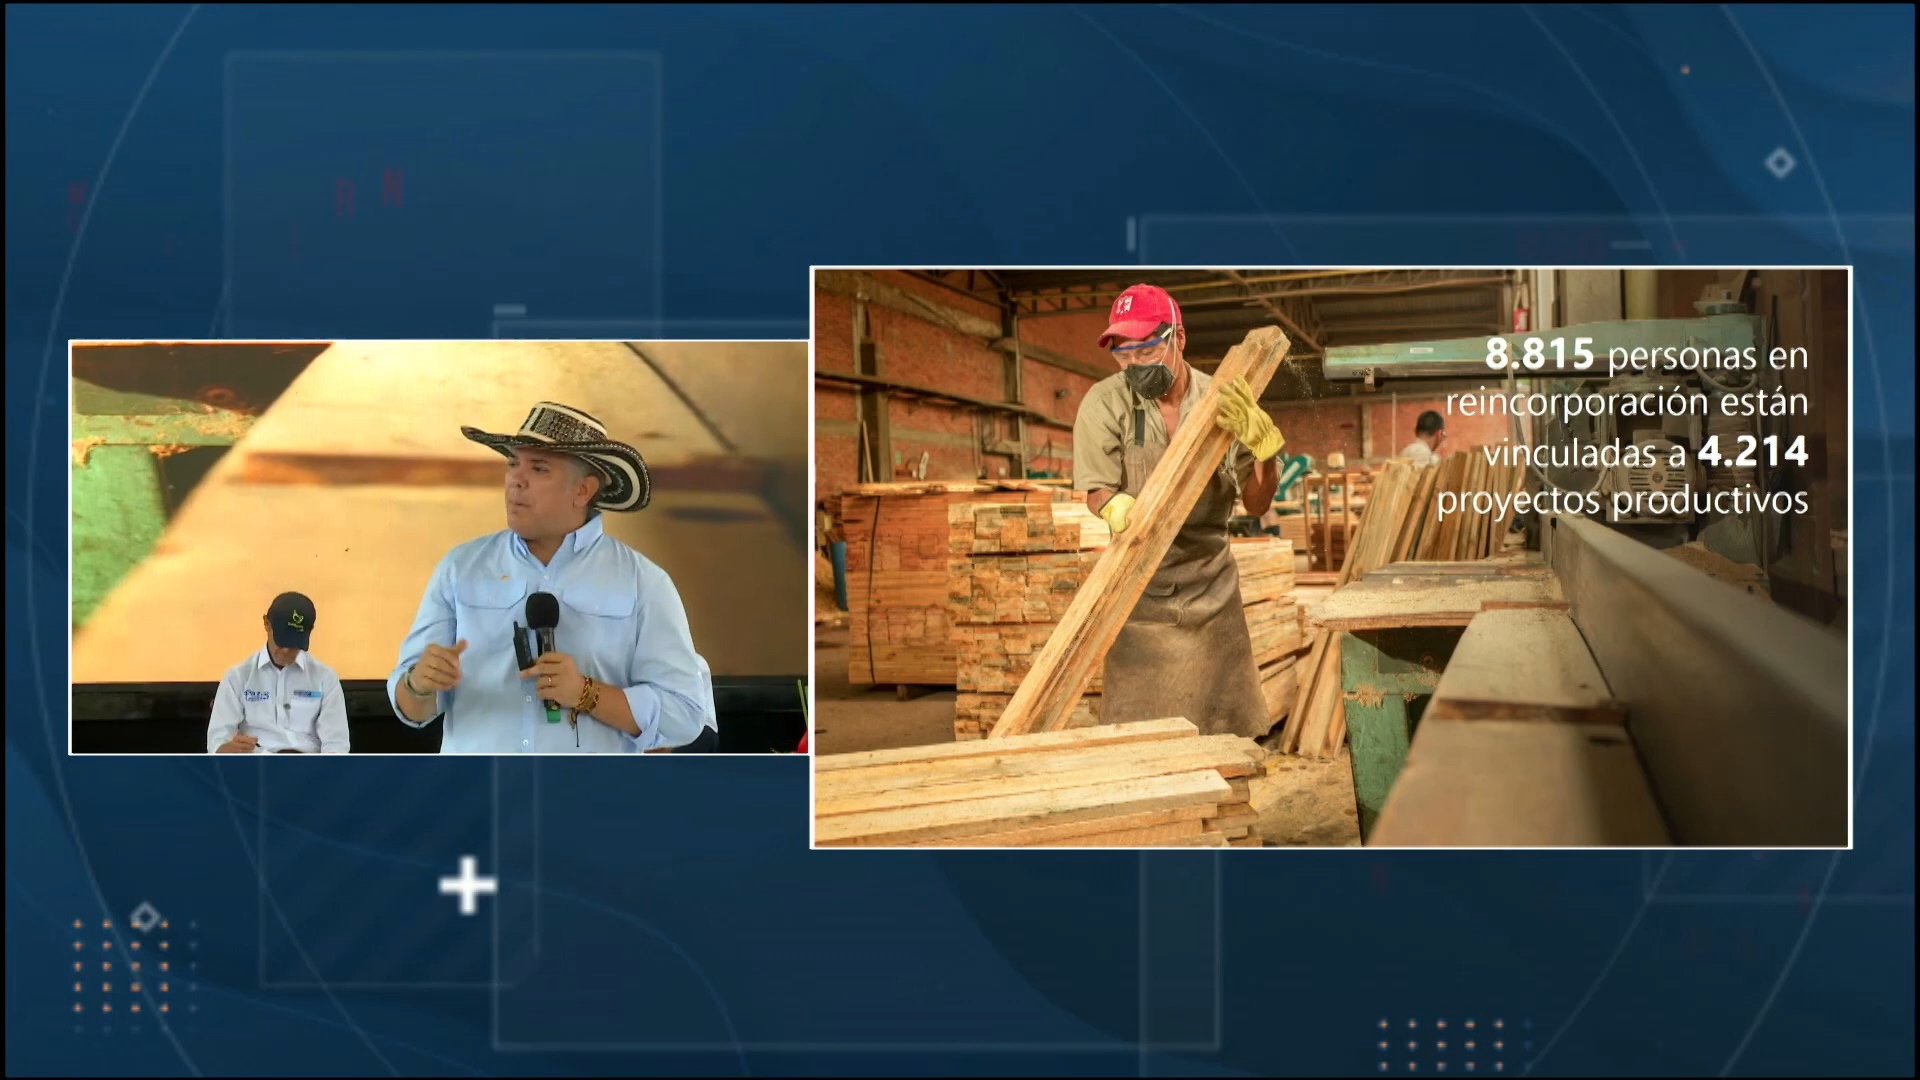 8.815 personas en
reincorporación están
vinculadas a 4.214
proyectos productivos